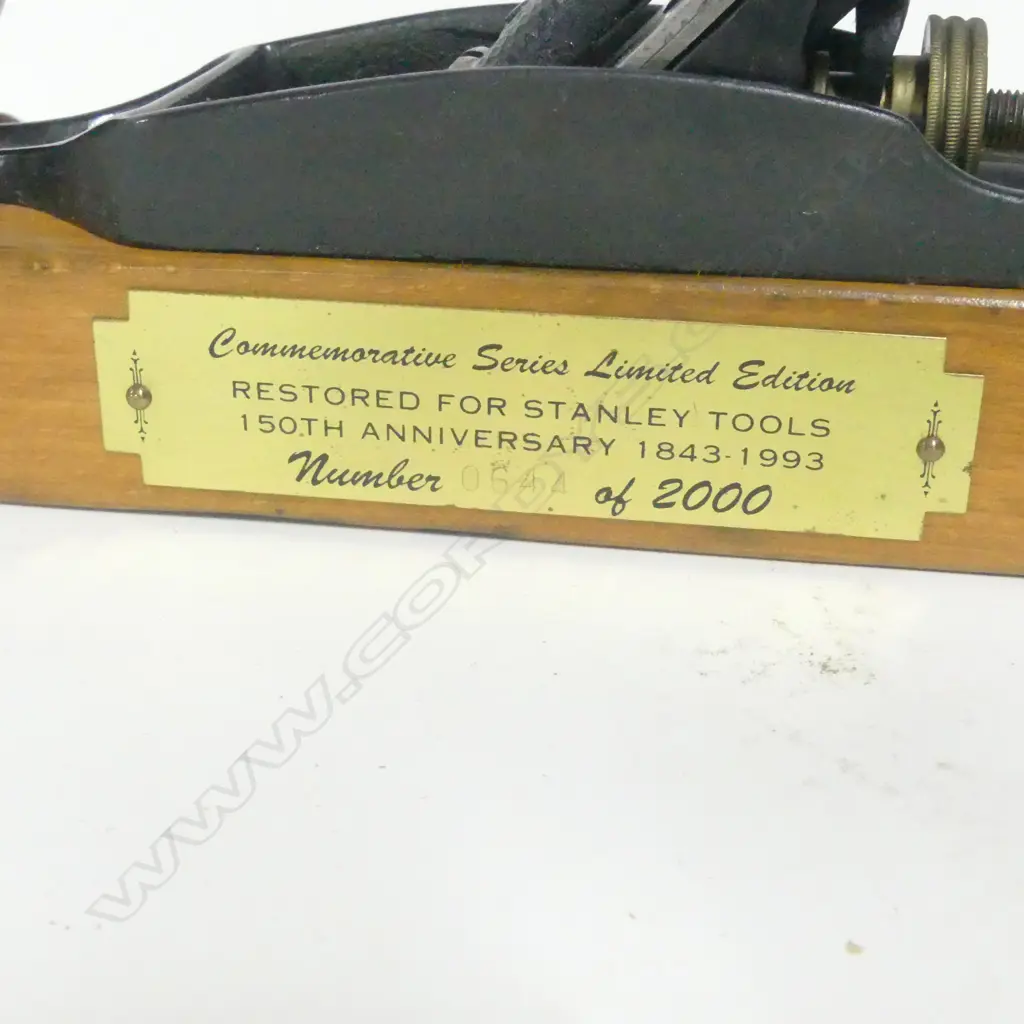 Commemorative Series Limited Edition
RESTORED FOR STANLEY TOOLS
150TH ANNIVERSARY 1843-1993
Number of 2000